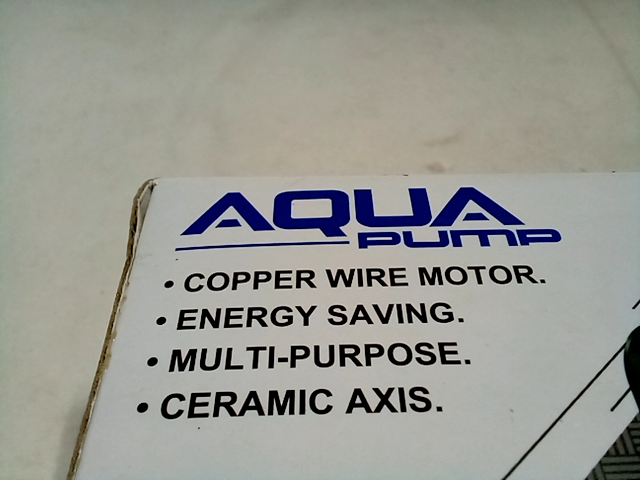 AQUA
PUMP
• COPPER WIRE MOTOR.
• ENERGY SAVING.
• MULTI-PURPOSE.
• CERAMIC AXIS.